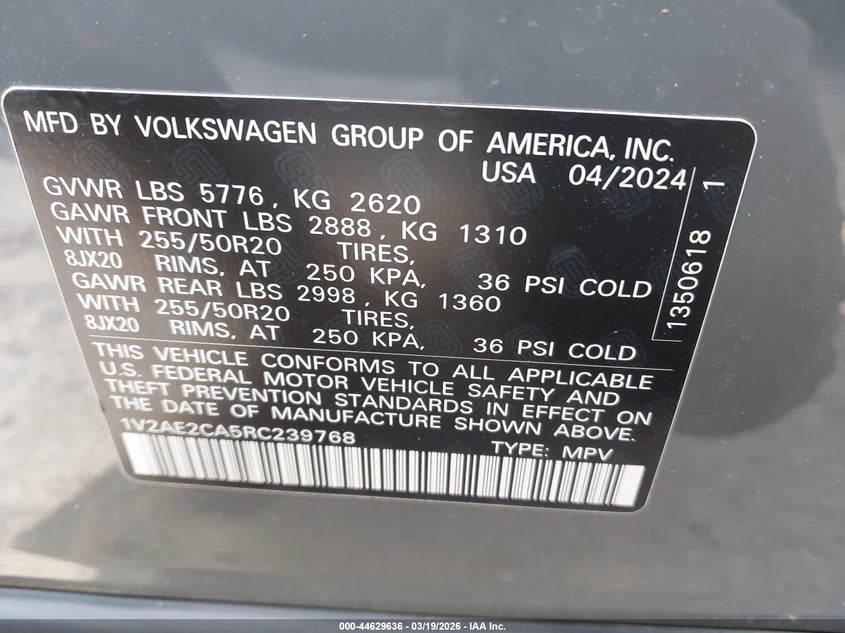 MFD BY VOLKSWAGEN GROUP OF AMERICA, INC.
USA 04/2024
GVWR LBS 5776, KG 2620
GAWR FRONT LBS 2888, KG 1310
WITH 255/50R20 TIRES,
8JX20 RIMS, AT 250 KPA, 36 PSI COLD
GAWR REAR LBS 2998, KG 1360
WITH 255/50R20 TIRES,
8JX20 RIMS, AT 250 KPA, 36 PSI COLD
1350618 1
THIS VEHICLE CONFORMS TO ALL APPLICABLE
U.S. FEDERAL MOTOR VEHICLE SAFETY AND
THEFT PREVENTION STANDARDS IN EFFECT ON
THE DATE OF MANUFACTURE SHOWN ABOVE.
1V2AE2CA5RC239768 TYPE: MPV
000-44629636 - 03/19/2026 - IAA Inc.